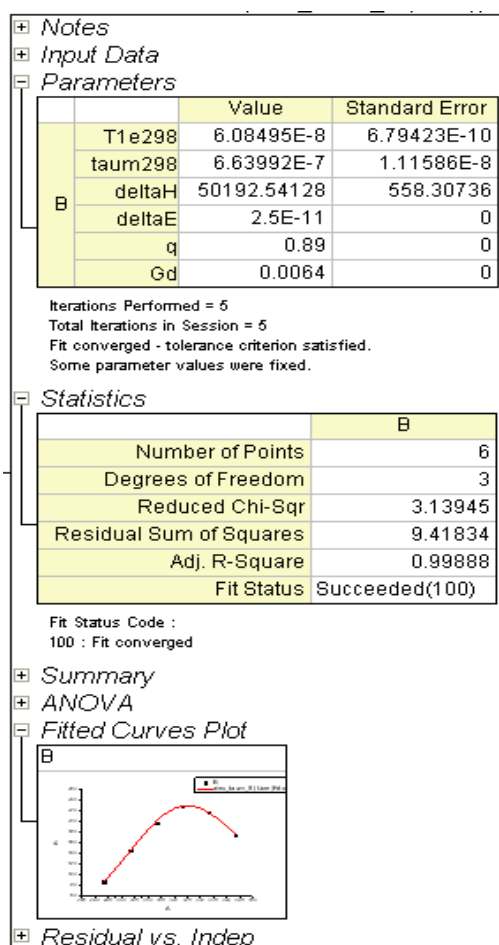 Notes
Input Data
Parameters
Value Standard Error
B
T1e298 6.08495E-8 6.79423E-10
taum298 6.63992E-7 1.11586E-8
deltaH 50192.54128 558.30736
deltaE 2.5E-11 0
q 0.89 0
Gd 0.0064 0
Iterations Performed = 5
Total Iterations in Session = 5
Fit converged - tolerance criterion satisfied.
Some parameter values were fixed.
Statistics
B
Number of Points 6
Degrees of Freedom 3
Reduced Chi-Sqr 3.13945
Residual Sum of Squares 9.41834
Adj. R-Square 0.99888
Fit Status Succeeded(100)
Fit Status Code :
100 : Fit converged
Summary
ANOVA
Fitted Curves Plot
B
Residual vs. Indep